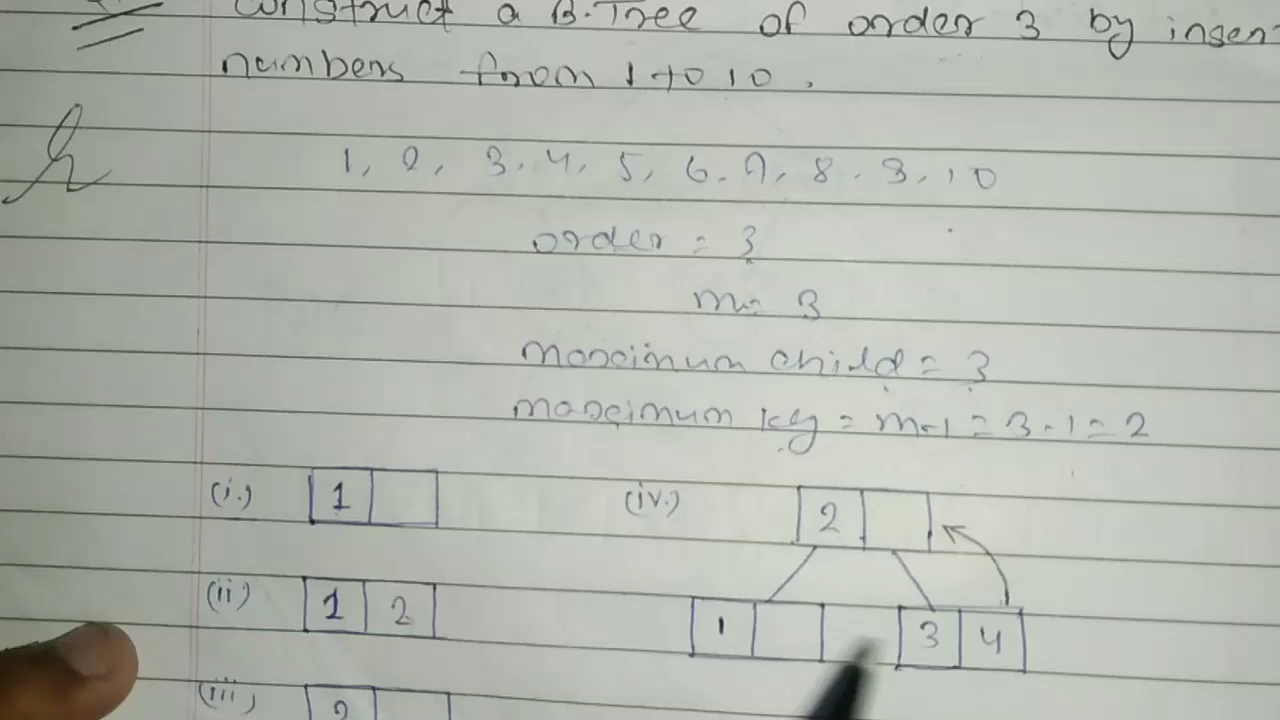 Construct a B.Tree of order 3 by inser
numbers from 1 to 10.
1, 2, 3. 4, 5, 6. 7, 8. 9. 10
order = 3
m = 3
maximum child = 3
maximum key = m-1 = 3-1 = 2
(i.) 1
(iv.) 2
(ii) 1 2
1 3 4
(iii) 2